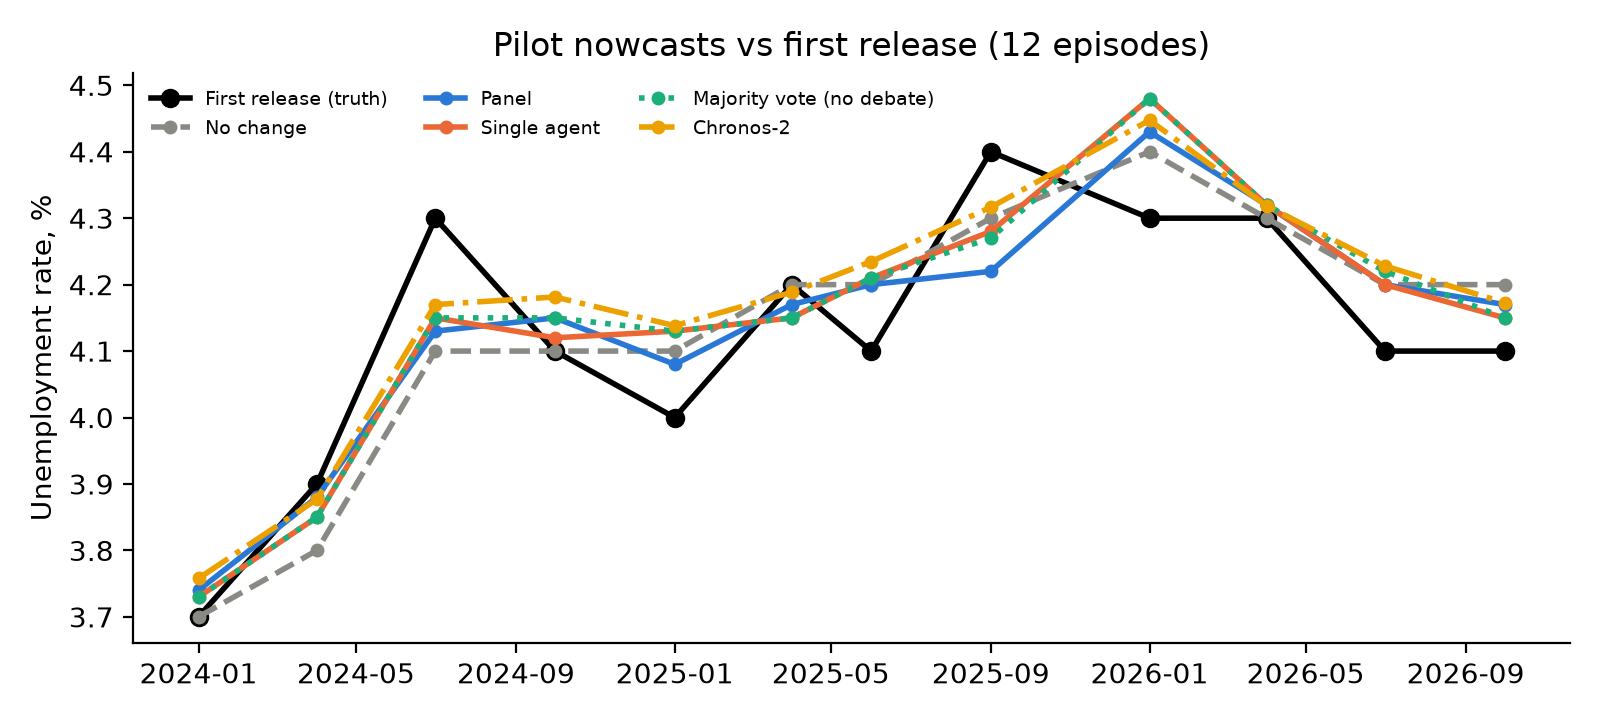 Pilot nowcasts vs first release (12 episodes)
First release (truth)
No change
Panel
Single agent
Majority vote (no debate)
Chronos-2
Unemployment rate, %
4.5
4.4
4.3
4.2
4.1
4.0
3.9
3.8
3.7
2024-01 2024-05 2024-09 2025-01 2025-05 2025-09 2026-01 2026-05 2026-09